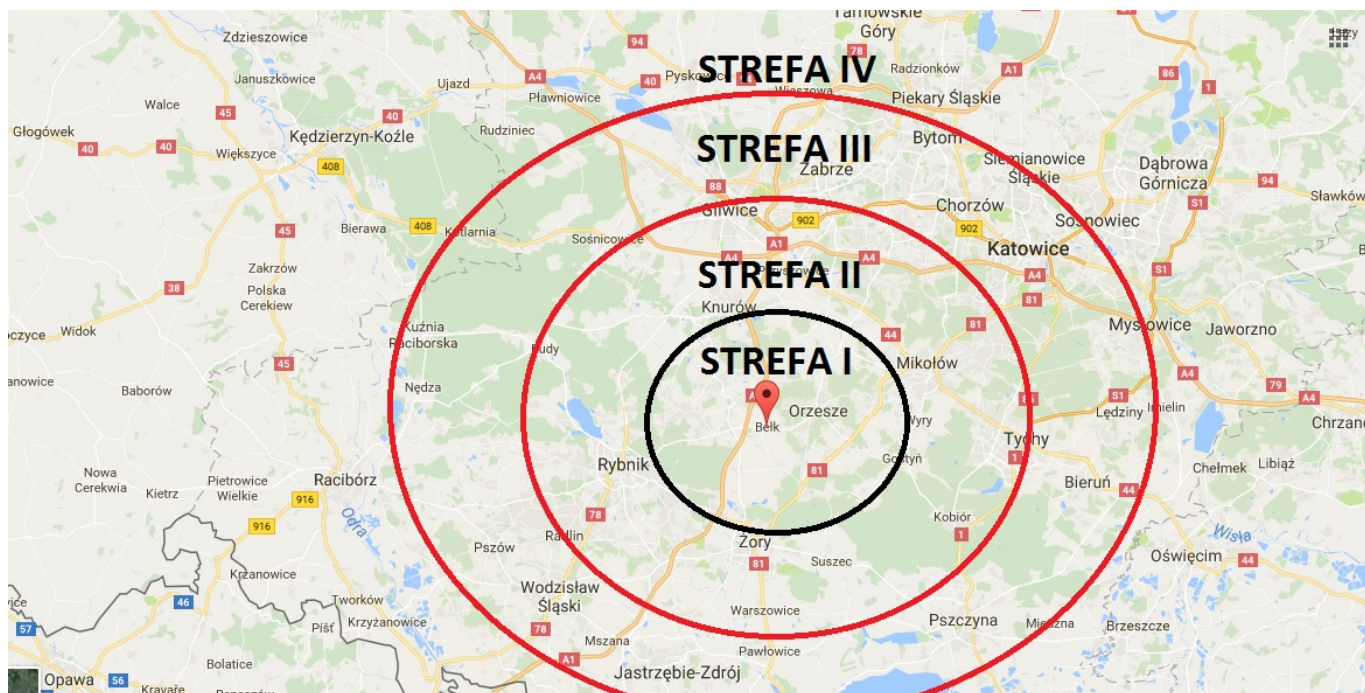 Tarnowskie
Góry
Zdzieszowice
94
78
STREFA IV
Radzionków
A1
86
Januszkowice
Ujazd
A4
40
Pyskowice
Wieszowa
1
Walce
45
Pławniowice
Piekary Śląskie
Głogówek
40
Kędzierzyn-Koźle
Rudziniec
STREFA III
Bytom
40
40
Większyce
408
Zabrze
Siemianowice
Śląskie
Dąbrowa
Górnicza
94
Sławków
88
Gliwice
Chorzów
S1
45
Bierawa
408
Kotlarnia
Sośnicowice
902
902
Sosnowiec
A1
Katowice
A4
A4
Zakrzów
STREFA II
Przyszowice
A4
S1
38
Polska
Cerekiew
Knurów
81
Widok
Kuźnia
Raciborska
44
81
Mysłowice
Jaworzno
45
Rudy
STREFA I
Mikołów
A4
79
A4
Baborów
Nędza
Orzesze
86
S1
Lędziny
Imielin
Bełk
Wyry
Tychy
Rybnik
81
Gostyń
1
Nowa
Cerekwia
Kietrz
Pietrowice
Wielkie
916
Racibórz
Bieruń
44
Chełmek
Libiąż
916
Odra
78
Radlin
Kobiór
Wisła
Pszów
Żory
1
Oświęcim
44
81
Suszec
Krzanowice
Wodzisław
Śląski
46
Tworków
Warszowice
57
Píšť
Krzyżanowice
78
Mszana
Pawłowice
Pszczyna
Miedźna
Brzeszcze
Bolatice
A1
Jastrzębie-Zdrój
Opawa
56
Kravaře